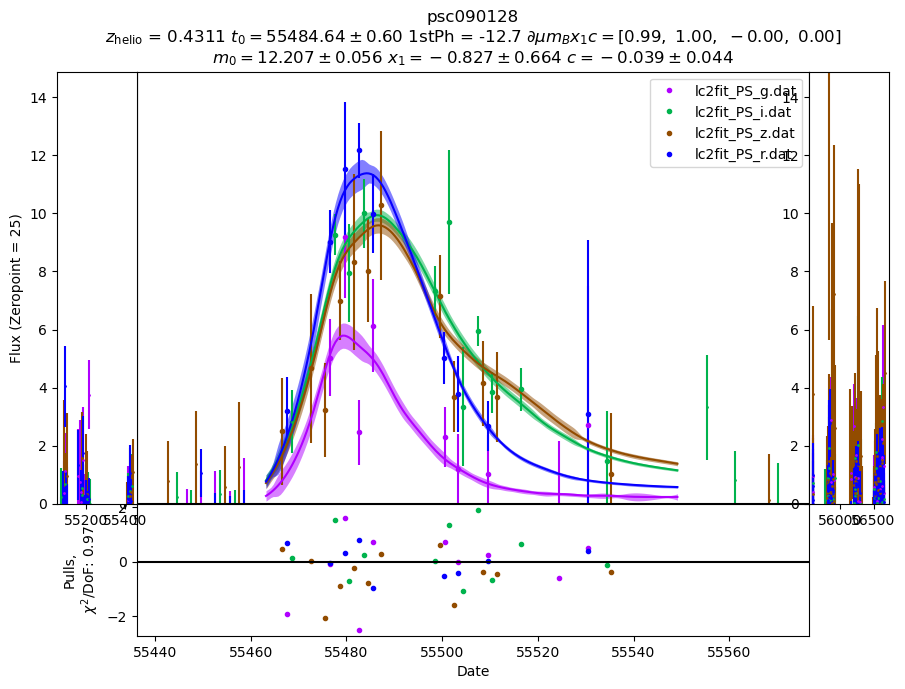 psc090128
z_helio = 0.4311 t_0 = 55484.64 ± 0.60 1stPh = -12.7 ∂μm_Bx_1c = [0.99, 1.00, −0.00, 0.00]
m_0 = 12.207 ± 0.056 x_1 = −0.827 ± 0.664 c = −0.039 ± 0.044
lc2fit_PS_g.dat
lc2fit_PS_i.dat
lc2fit_PS_z.dat
lc2fit_PS_r.dat
Flux (Zeropoint = 25)
14
12
10
8
6
4
2
0
14
12
10
8
6
4
2
0
55200
56000
56500
Pulls,
χ²/DoF: 0.97
2
0
−2
55440
55460
55480
55500
55520
55540
55560
Date